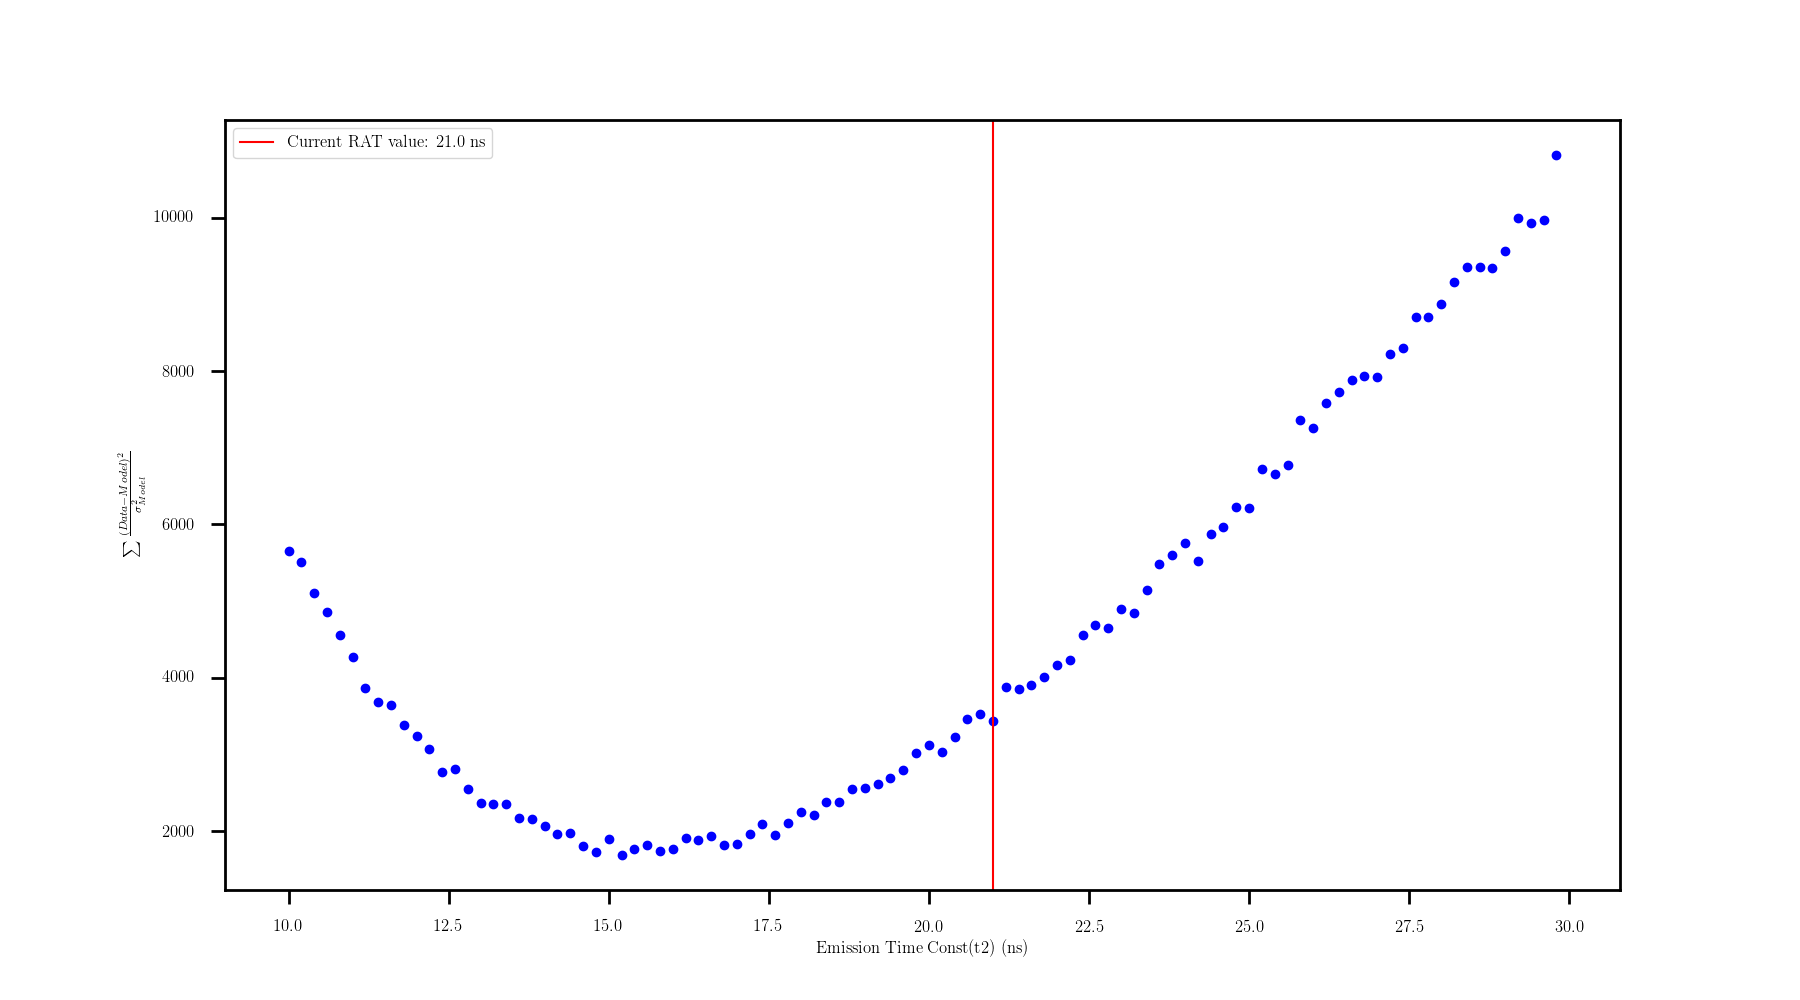 Current RAT value: 21.0 ns
10000
8000
6000
4000
2000
∑ (Data−Model)² / σ²_Model
10.0 12.5 15.0 17.5 20.0 22.5 25.0 27.5 30.0
Emission Time Const(t2) (ns)